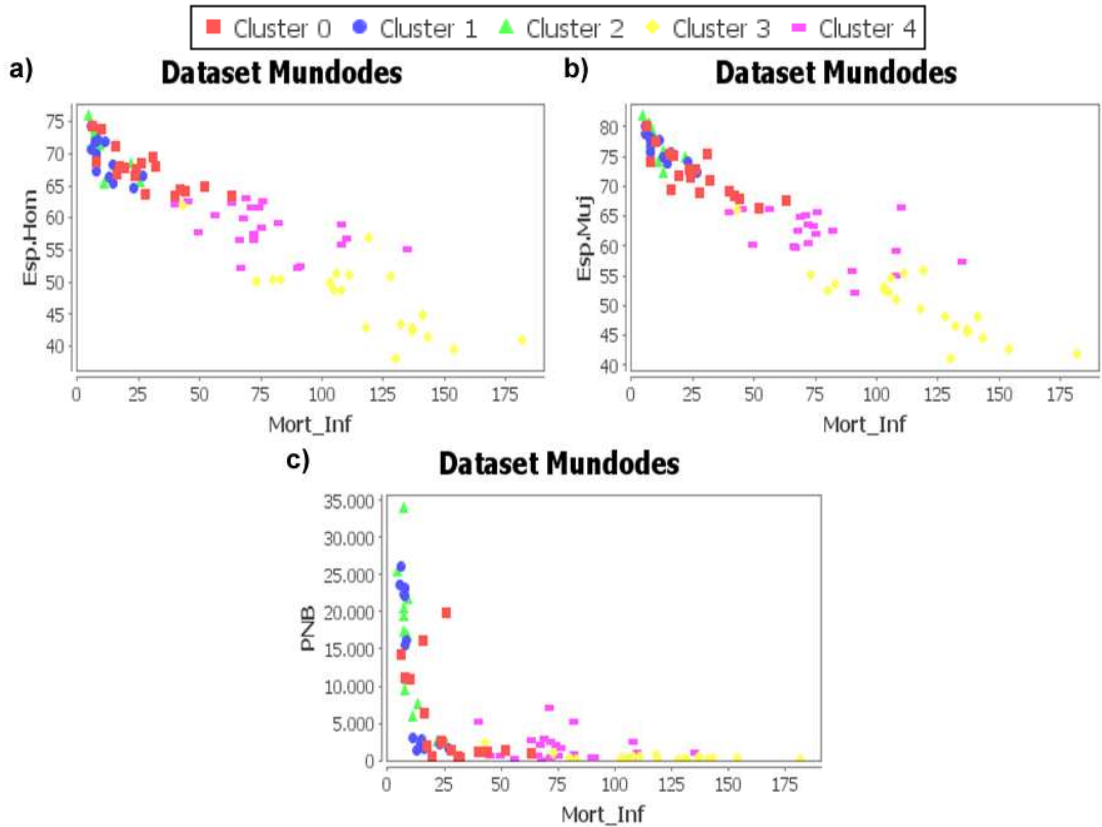 Cluster 0 Cluster 1 Cluster 2 Cluster 3 Cluster 4
a) Dataset Mundodes
Esp.Hom
75
70
65
60
55
50
45
40
0 25 50 75 100 125 150 175
Mort_Inf
b) Dataset Mundodes
Esp.Muj
80
75
70
65
60
55
50
45
40
0 25 50 75 100 125 150 175
Mort_Inf
c) Dataset Mundodes
PNB
35.000
30.000
25.000
20.000
15.000
10.000
5.000
0
0 25 50 75 100 125 150 175
Mort_Inf